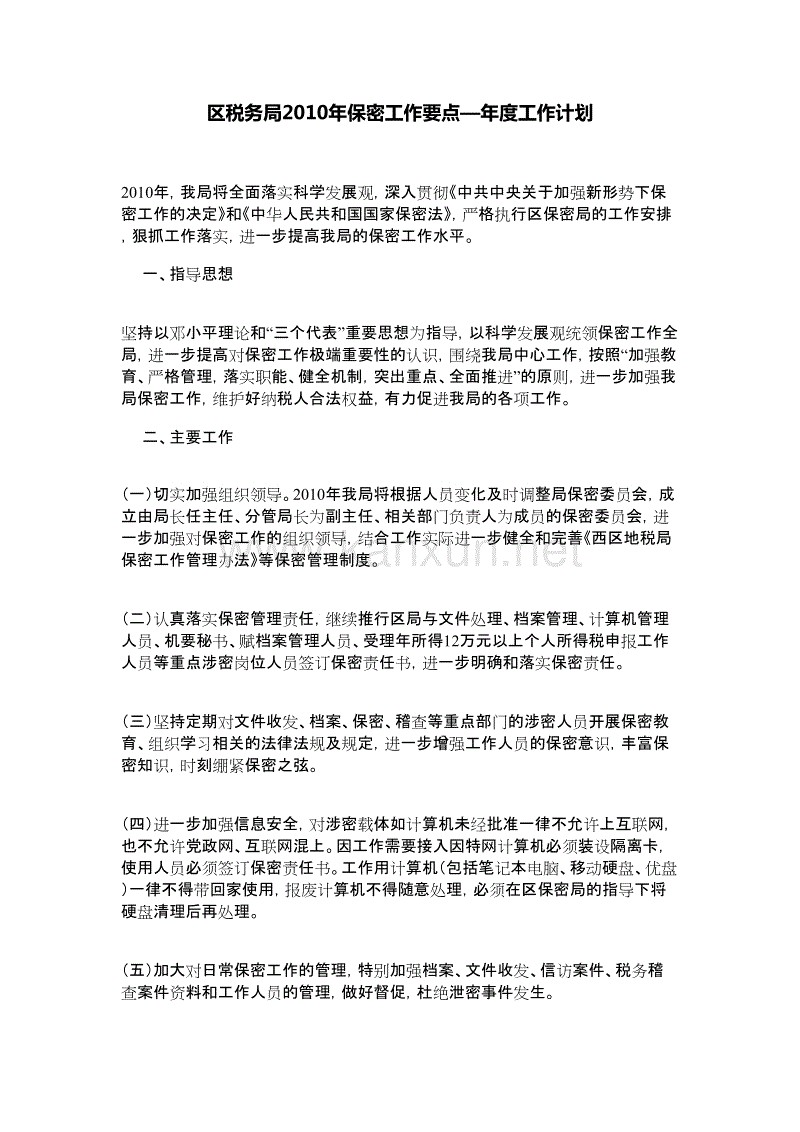 区税务局2010年保密工作要点—年度工作计划
2010年，我局将全面落实科学发展观，深入贯彻《中共中央关于加强新形势下保
密工作的决定》和《中华人民共和国国家保密法》，严格执行区保密局的工作安排
，狠抓工作落实，进一步提高我局的保密工作水平。
一、指导思想
坚持以邓小平理论和“三个代表”重要思想为指导，以科学发展观统领保密工作全
局，进一步提高对保密工作极端重要性的认识，围绕我局中心工作，按照“加强教
育、严格管理，落实职能、健全机制，突出重点、全面推进”的原则，进一步加强我
局保密工作，维护好纳税人合法权益，有力促进我局的各项工作。
二、主要工作
（一）切实加强组织领导。2010年我局将根据人员变化及时调整局保密委员会，成
立由局长任主任、分管局长为副主任、相关部门负责人为成员的保密委员会，进
一步加强对保密工作的组织领导，结合工作实际进一步健全和完善《西区地税局
保密工作管理办法》等保密管理制度。
www.kanxun.net
（二）认真落实保密管理责任，继续推行区局与文件处理、档案管理、计算机管理
人员、机要秘书、赋档案管理人员、受理年所得12万元以上个人所得税申报工作
人员等重点涉密岗位人员签订保密责任书，进一步明确和落实保密责任。
（三）坚持定期对文件收发、档案、保密、稽查等重点部门的涉密人员开展保密教
育、组织学习相关的法律法规及规定，进一步增强工作人员的保密意识，丰富保
密知识，时刻绷紧保密之弦。
（四）进一步加强信息安全，对涉密载体如计算机未经批准一律不允许上互联网，
也不允许党政网、互联网混上。因工作需要接入因特网计算机必须装设隔离卡，
使用人员必须签订保密责任书。工作用计算机（包括笔记本电脑、移动硬盘、优盘
）一律不得带回家使用，报废计算机不得随意处理，必须在区保密局的指导下将
硬盘清理后再处理。
（五）加大对日常保密工作的管理，特别加强档案、文件收发、信访案件、税务稽
查案件资料和工作人员的管理，做好督促，杜绝泄密事件发生。